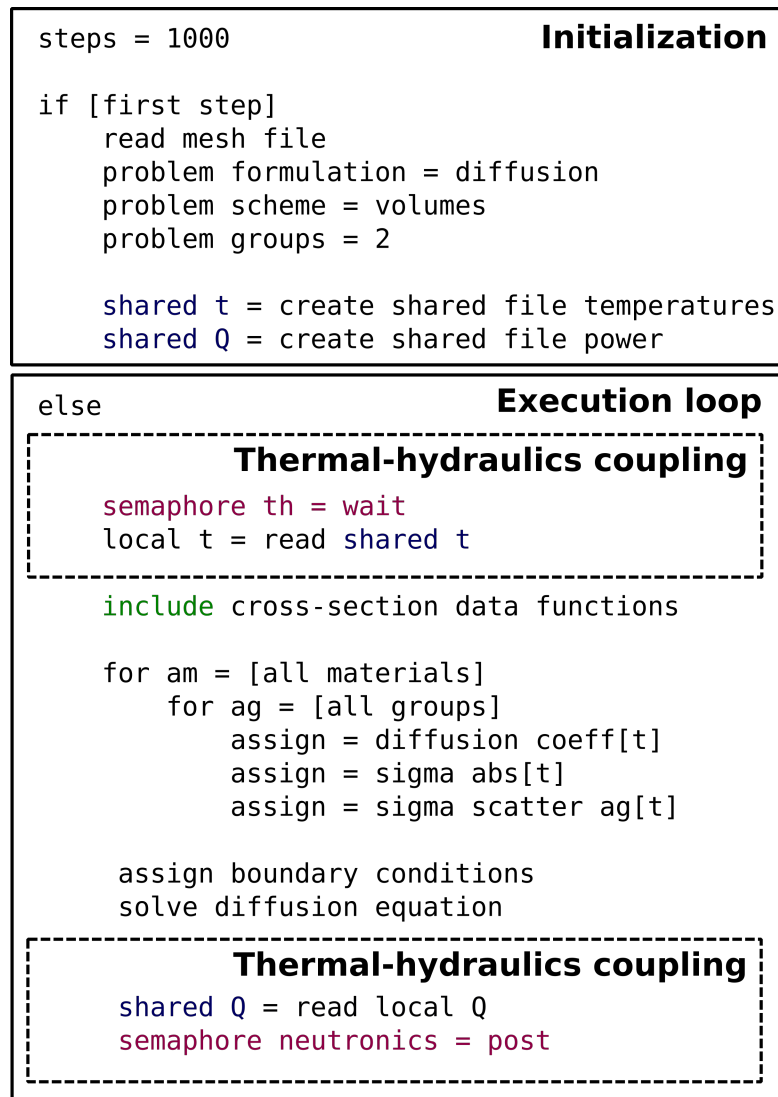 steps = 1000 Initialization
if [first step]
read mesh file
problem formulation = diffusion
problem scheme = volumes
problem groups = 2
shared t = create shared file temperatures
shared Q = create shared file power
else Execution loop
Thermal-hydraulics coupling
semaphore th = wait
local t = read shared t
include cross-section data functions
for am = [all materials]
for ag = [all groups]
assign = diffusion coeff[t]
assign = sigma abs[t]
assign = sigma scatter ag[t]
assign boundary conditions
solve diffusion equation
Thermal-hydraulics coupling
shared Q = read local Q
semaphore neutronics = post